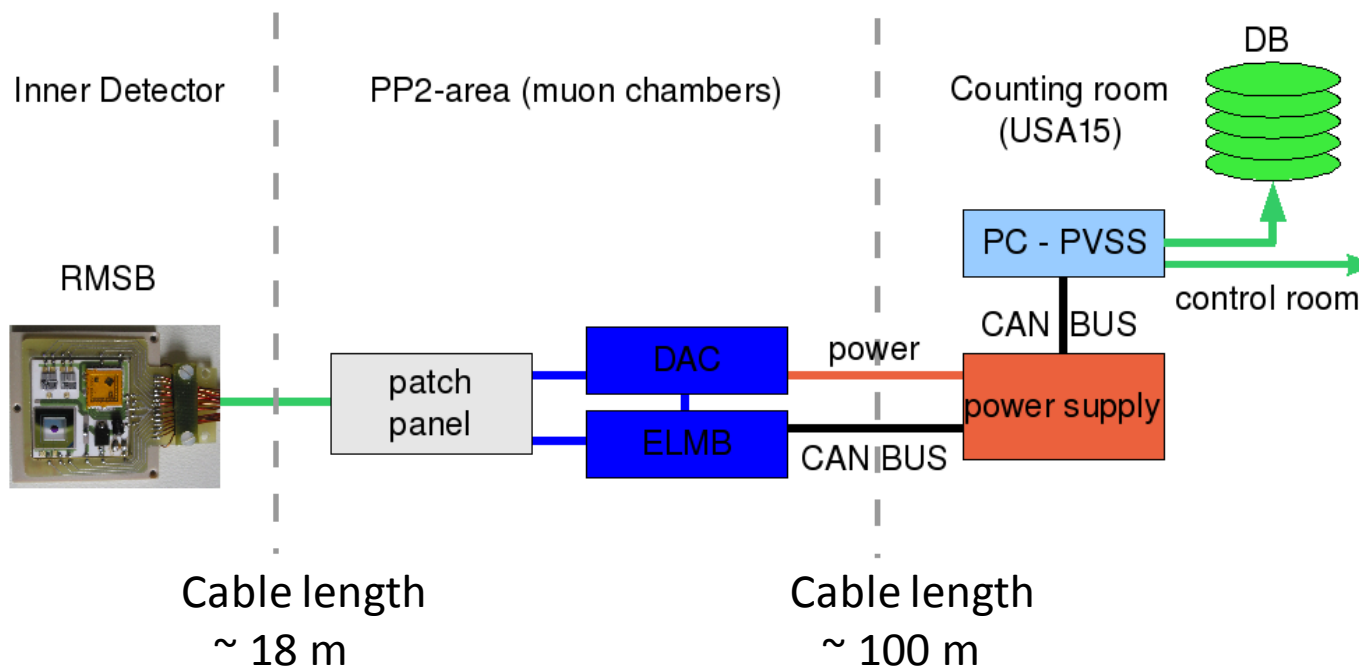 Inner Detector
PP2-area (muon chambers)
Counting room
(USA15)
DB
RMSB
PC - PVSS
control room
CAN BUS
patch
panel
DAC
ELMB
power
CAN BUS
power supply
Cable length
~ 18 m
Cable length
~ 100 m